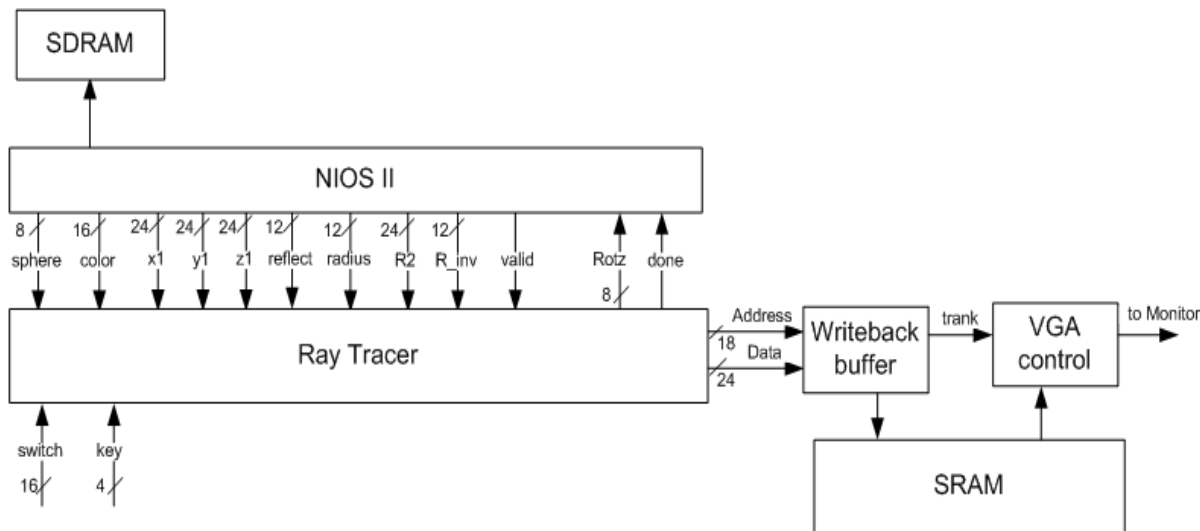 SDRAM
NIOS II
8 16 24 24 24 12 12 24 12
sphere color x1 y1 z1 reflect radius R2 R_inv valid Rotz done
8
Ray Tracer
Address
18
Data
24
Writeback
buffer
trank
VGA
control
to Monitor
switch key
16 4
SRAM